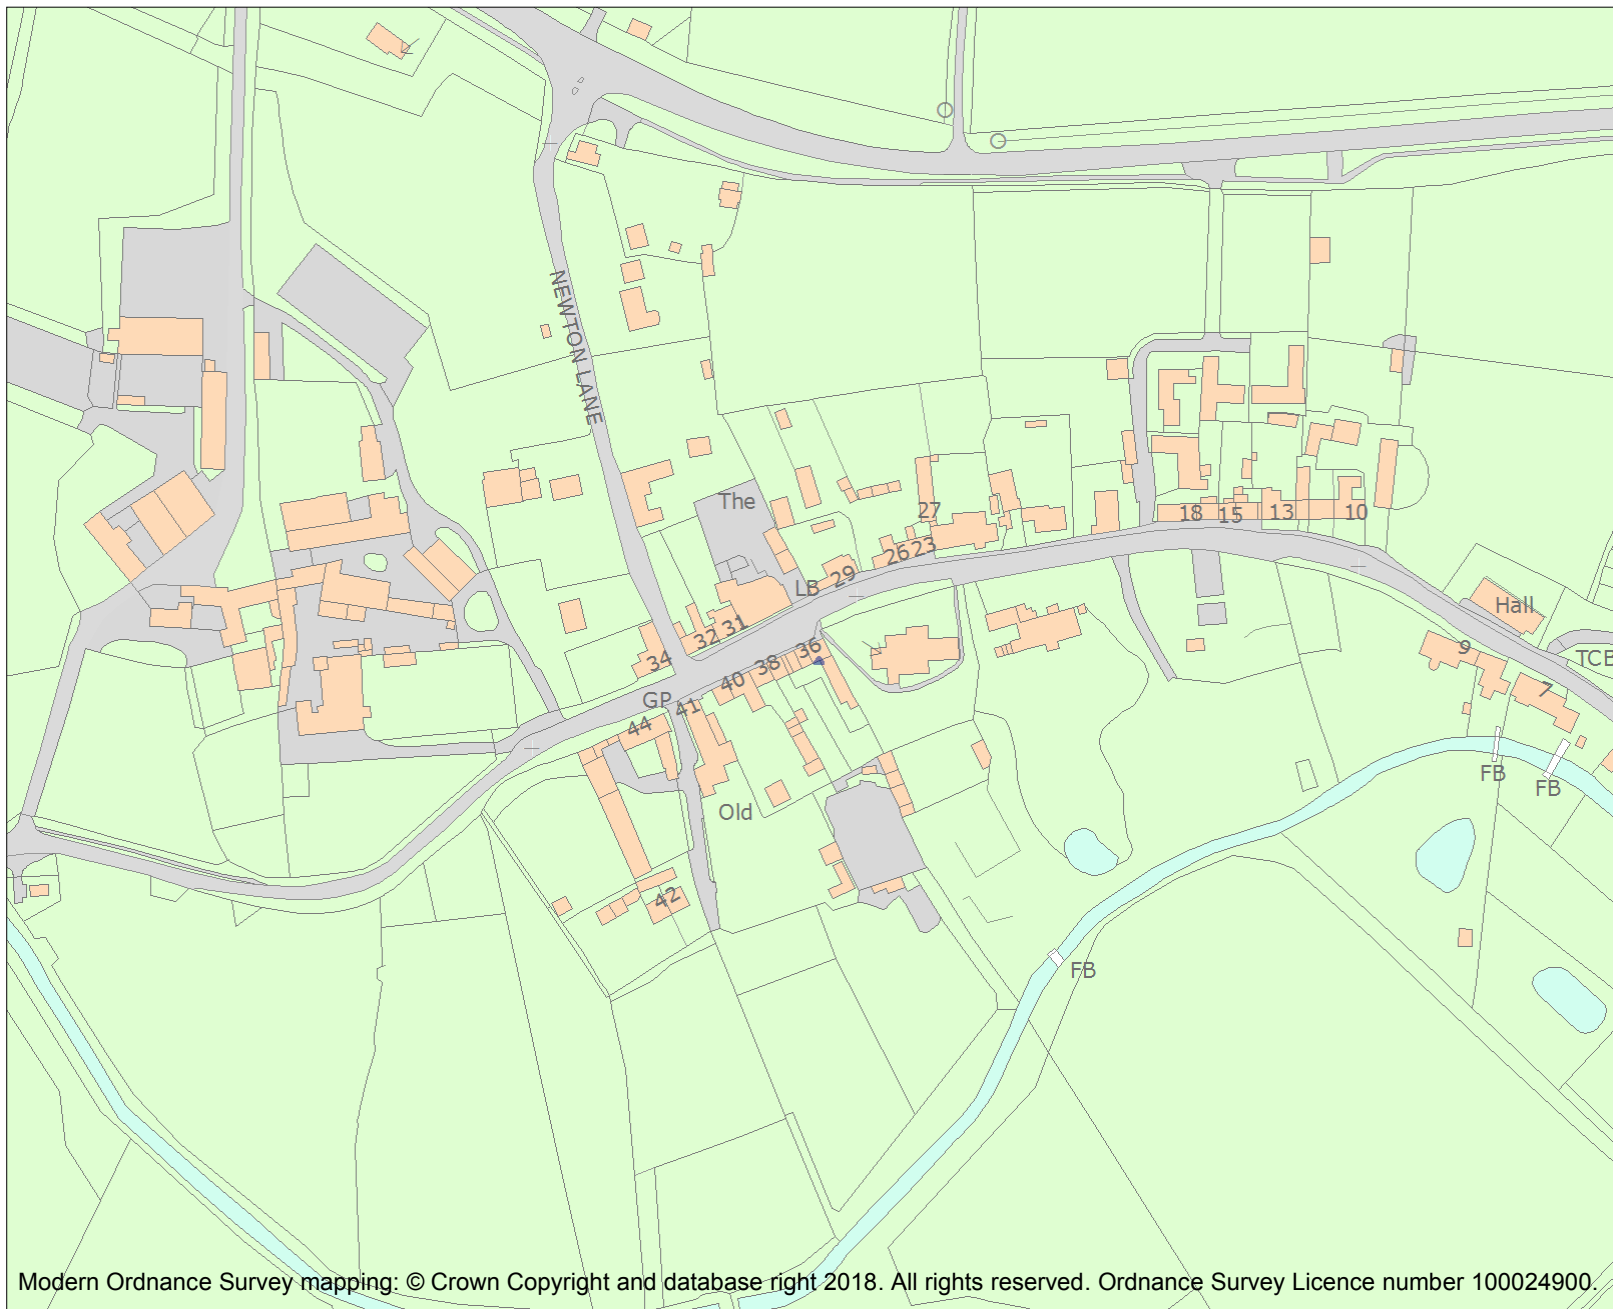 NEWTON LANE
The
27
18
15
13
10
26
23
LB
29
Hall
32
31
36
34
38
9
TCB
40
7
GP
41
44
FB
FB
Old
42
FB
Modern Ordnance Survey mapping: © Crown Copyright and database right 2018. All rights reserved. Ordnance Survey Licence number 100024900.